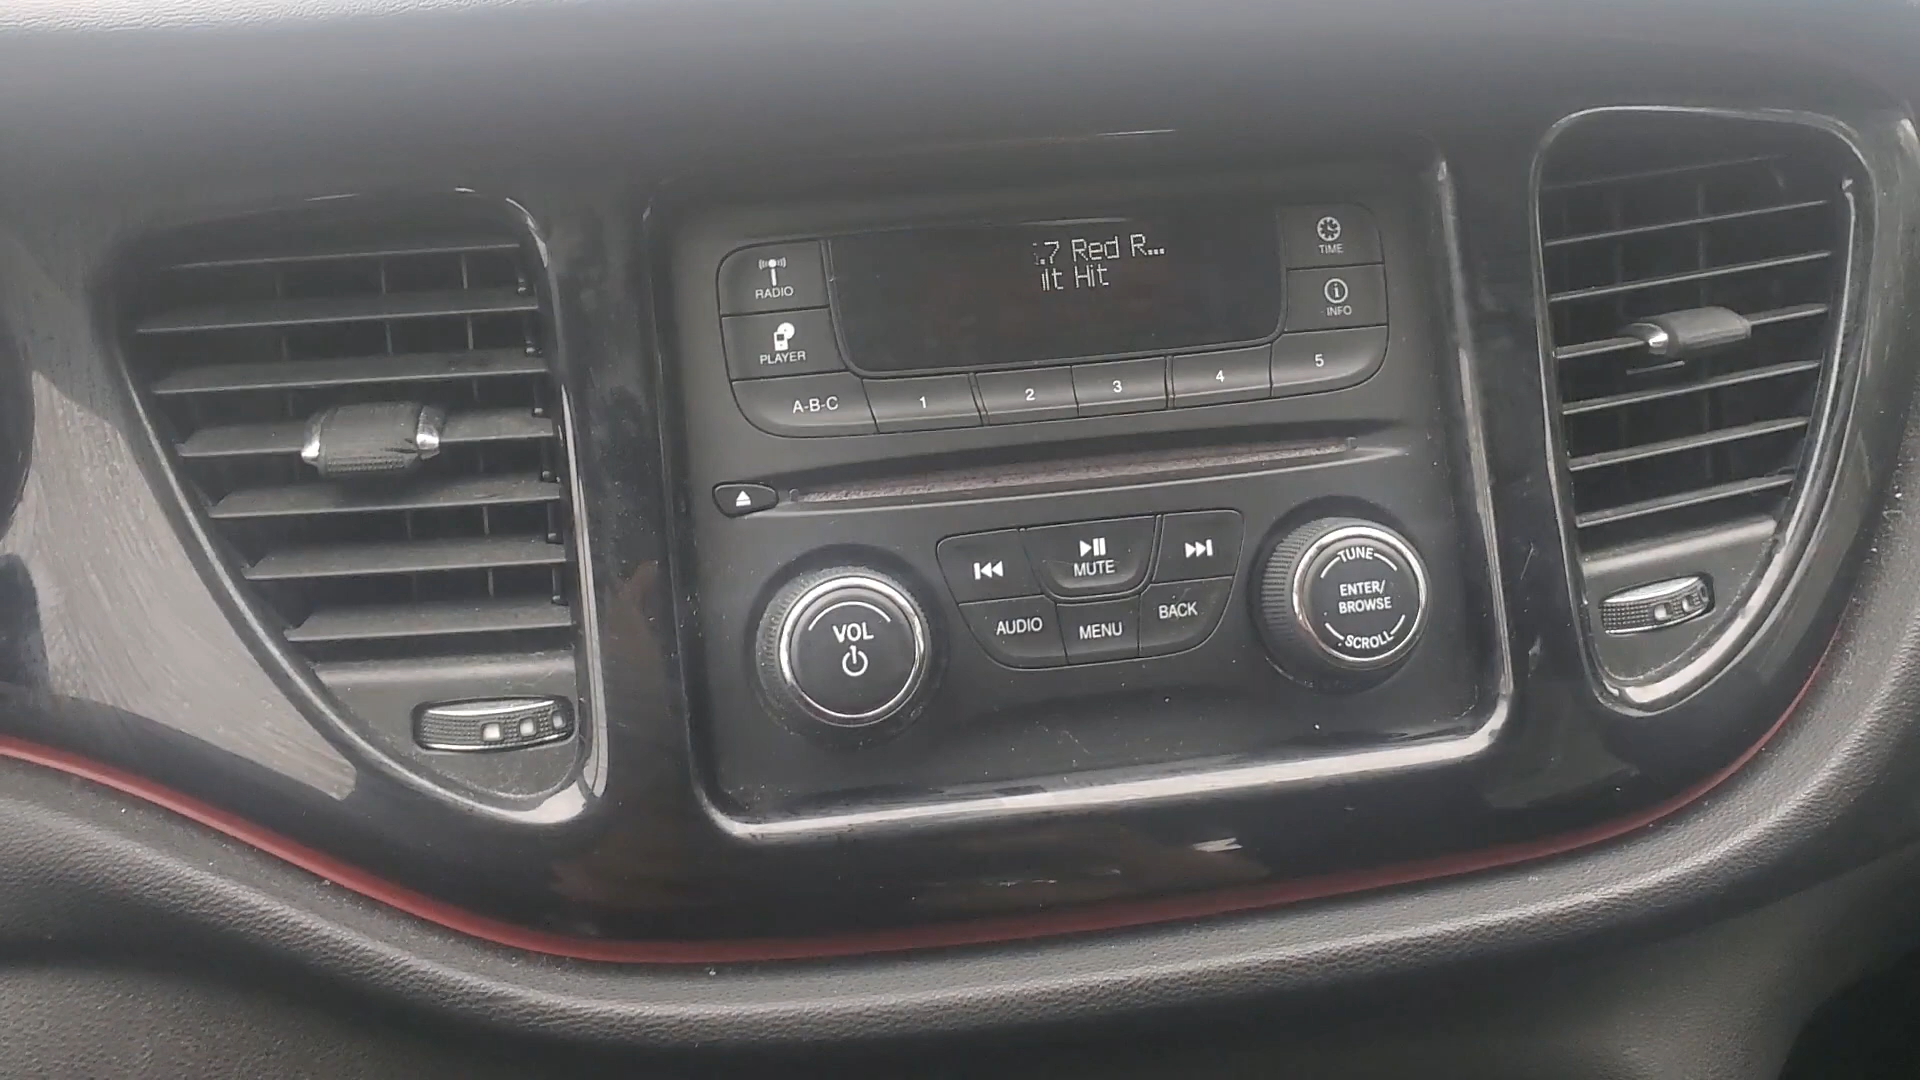 .7 Red R...
Hit
TIME
RADIO
INFO
PLAYER
A-B-C
1
2
3
4
5
MUTE
TUNE
ENTER/
BROWSE
SCROLL
VOL
AUDIO
MENU
BACK